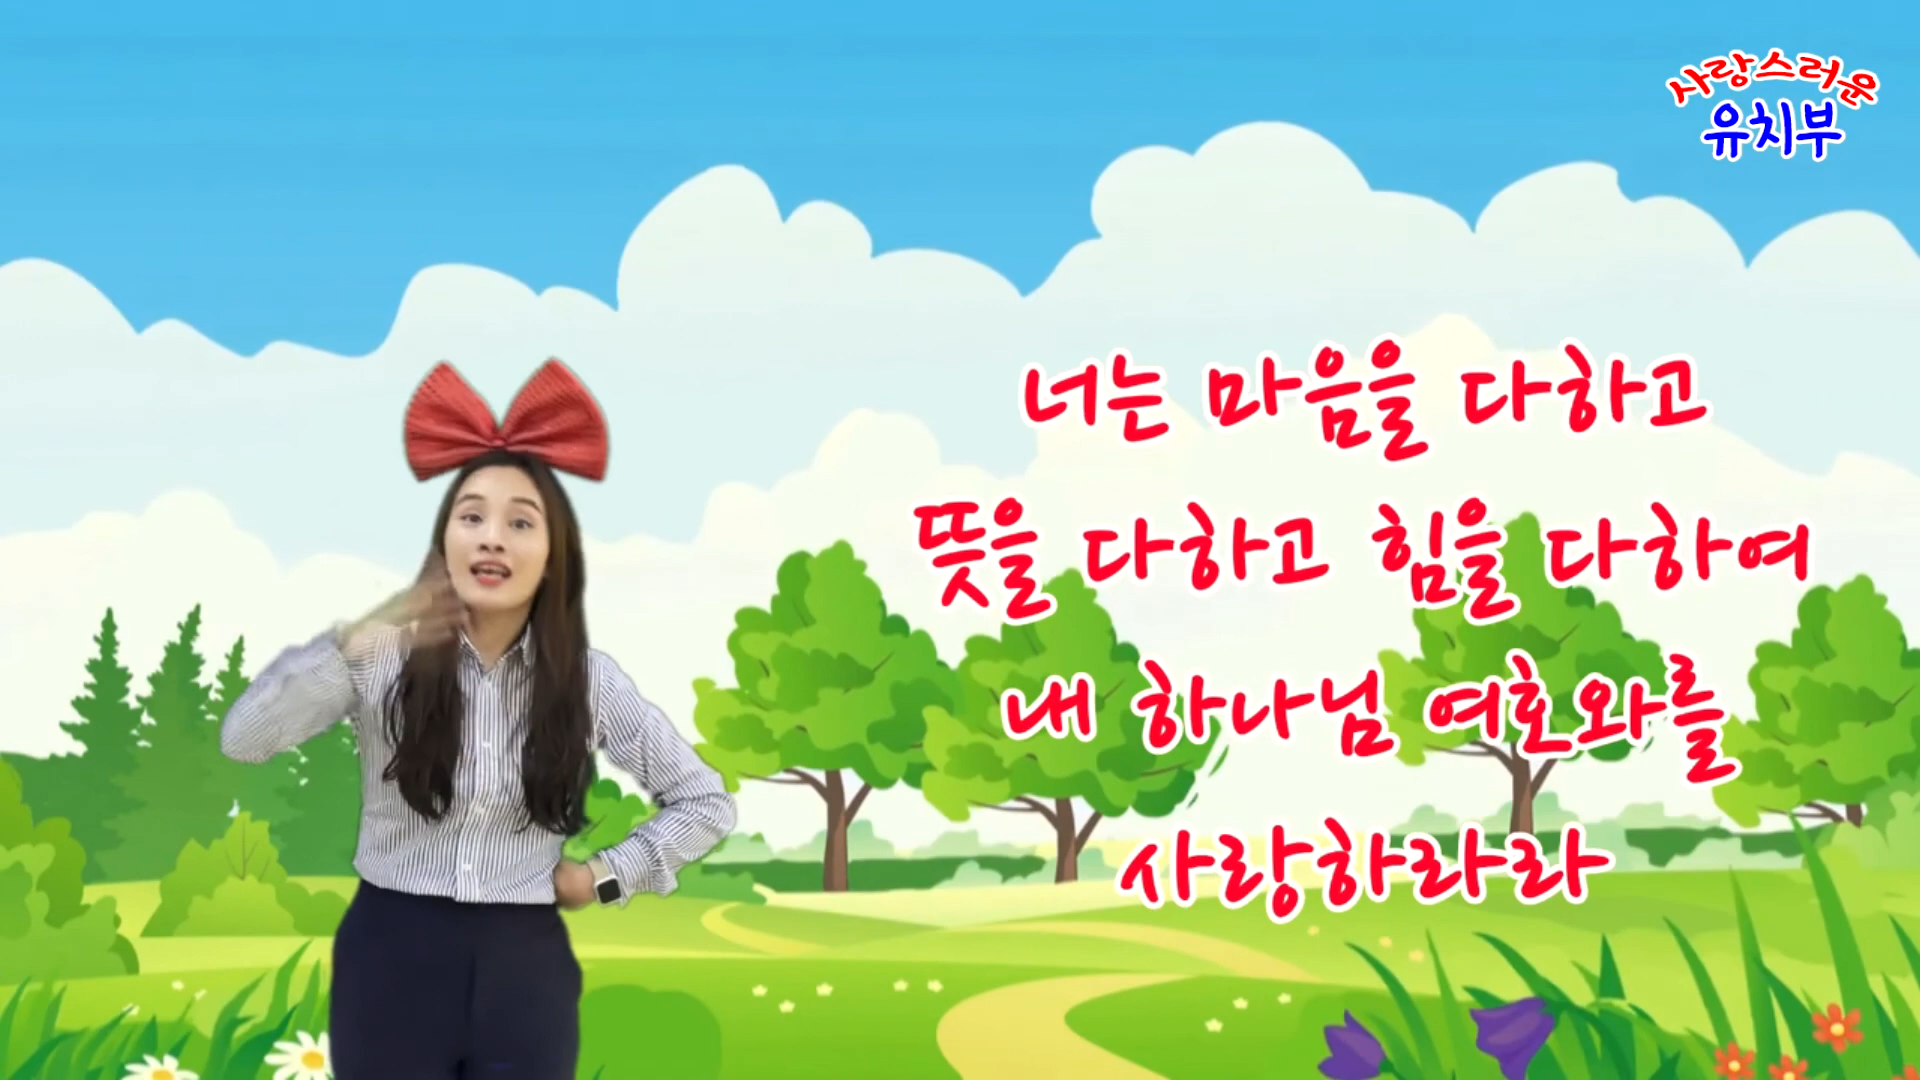 사랑스러운
유치부
너는 마음을 다하고
뜻을 다하고 힘을 다하여
내 하나님 여호와를
사랑하라라